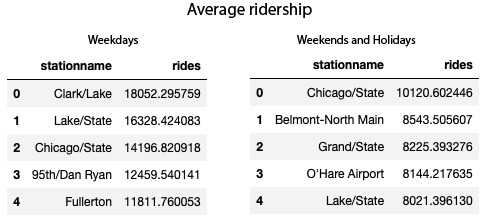 Average ridership
Weekdays
stationname rides
0 Clark/Lake 18052.295759
1 Lake/State 16328.424083
2 Chicago/State 14196.820918
3 95th/Dan Ryan 12459.540141
4 Fullerton 11811.760053
Weekends and Holidays
stationname rides
0 Chicago/State 10120.602446
1 Belmont-North Main 8543.505607
2 Grand/State 8225.393276
3 O'Hare Airport 8144.217635
4 Lake/State 8021.396130